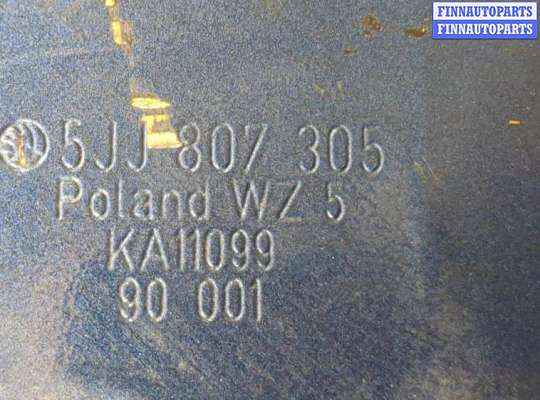 FINNAUTOPARTS
FINNAUTOPARTS
5JJ 807 305
Poland WZ 5
KA11099
90 001